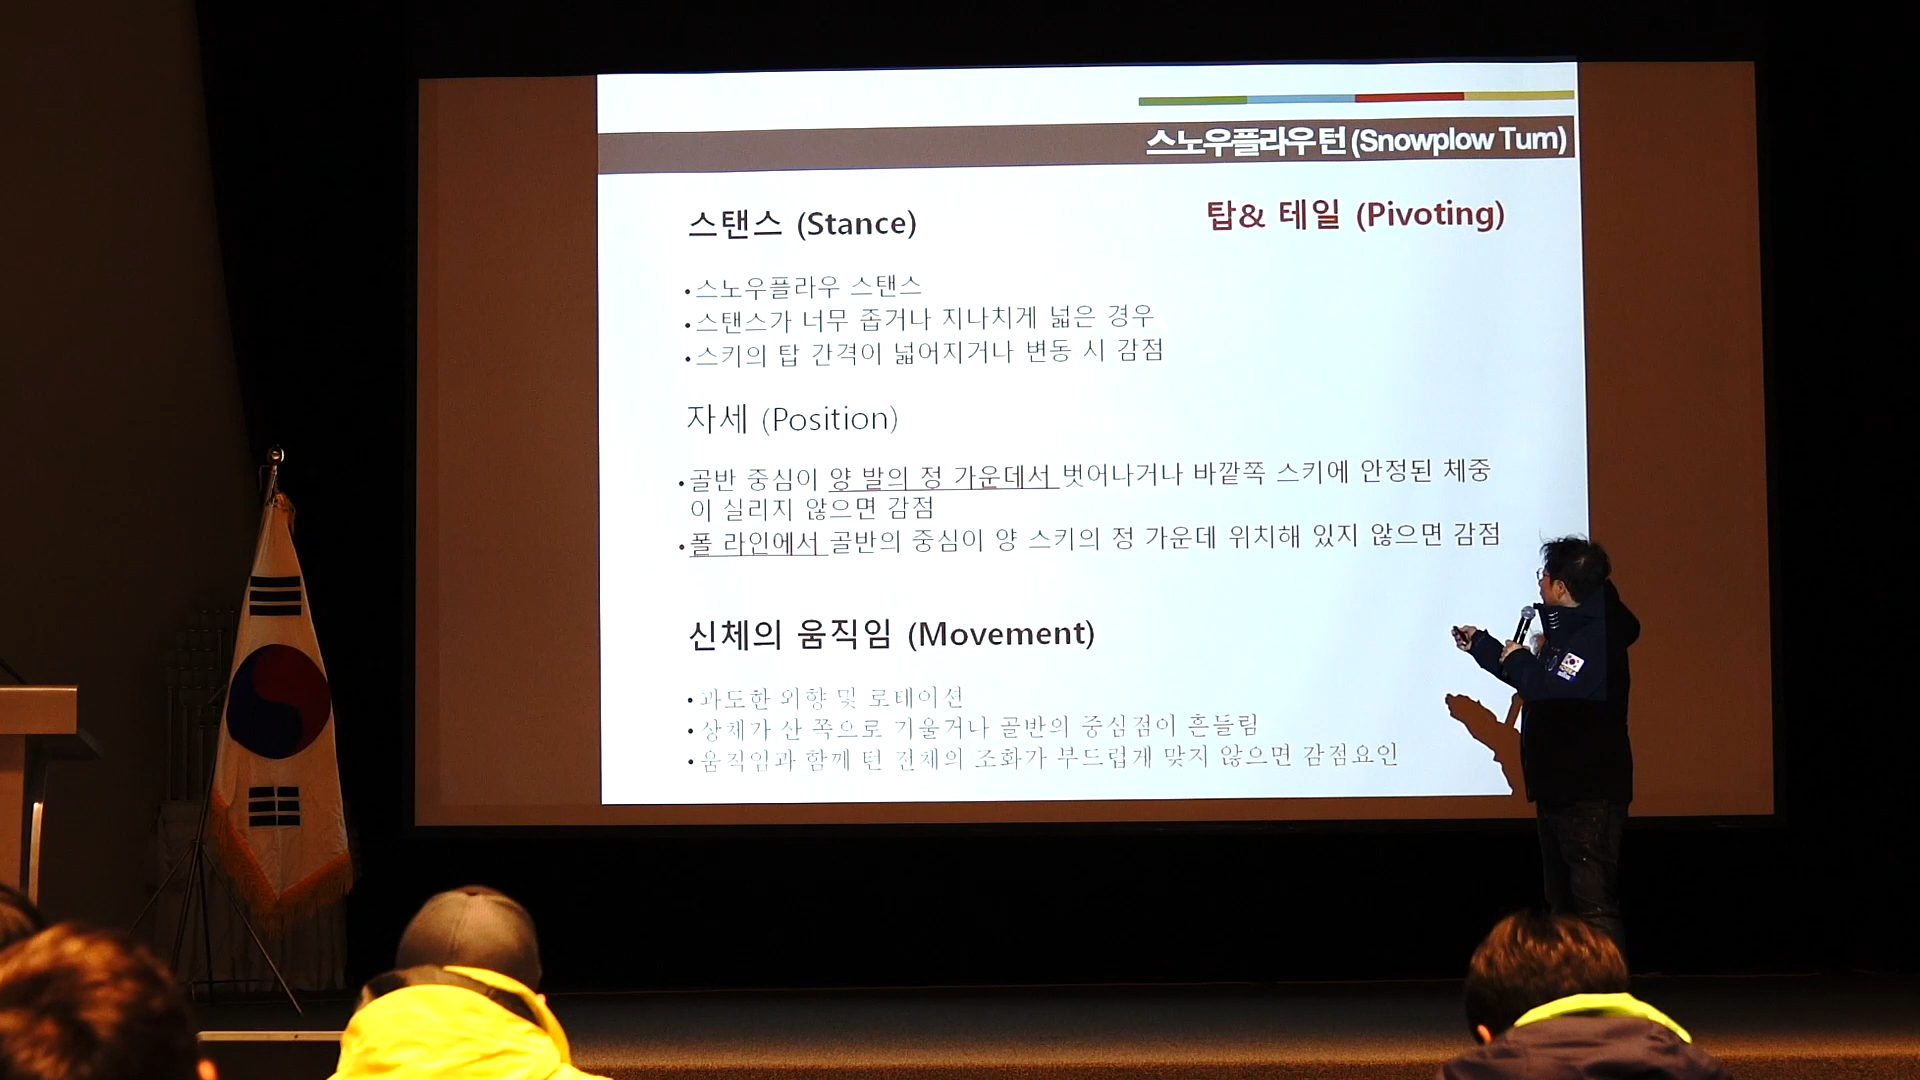 스노우플라우 턴 (Snowplow Turn)
스탠스 (Stance)
탑& 테일 (Pivoting)
•스노우플라우 스탠스
•스탠스가 너무 좁거나 지나치게 넓은 경우
•스키의 탑 간격이 넓어지거나 변동 시 감점
자세 (Position)
•골반 중심이 양 발의 정 가운데서 벗어나거나 바깥쪽 스키에 안정된 체중
이 실리지 않으면 감점
•폴 라인에서 골반의 중심이 양 스키의 정 가운데 위치해 있지 않으면 감점
신체의 움직임 (Movement)
•과도한 외향 및 로테이션
•상체가 산 쪽으로 기울거나 골반의 중심점이 흔들림
•움직임과 함께 턴 전체의 조화가 부드럽게 맞지 않으면 감점요인